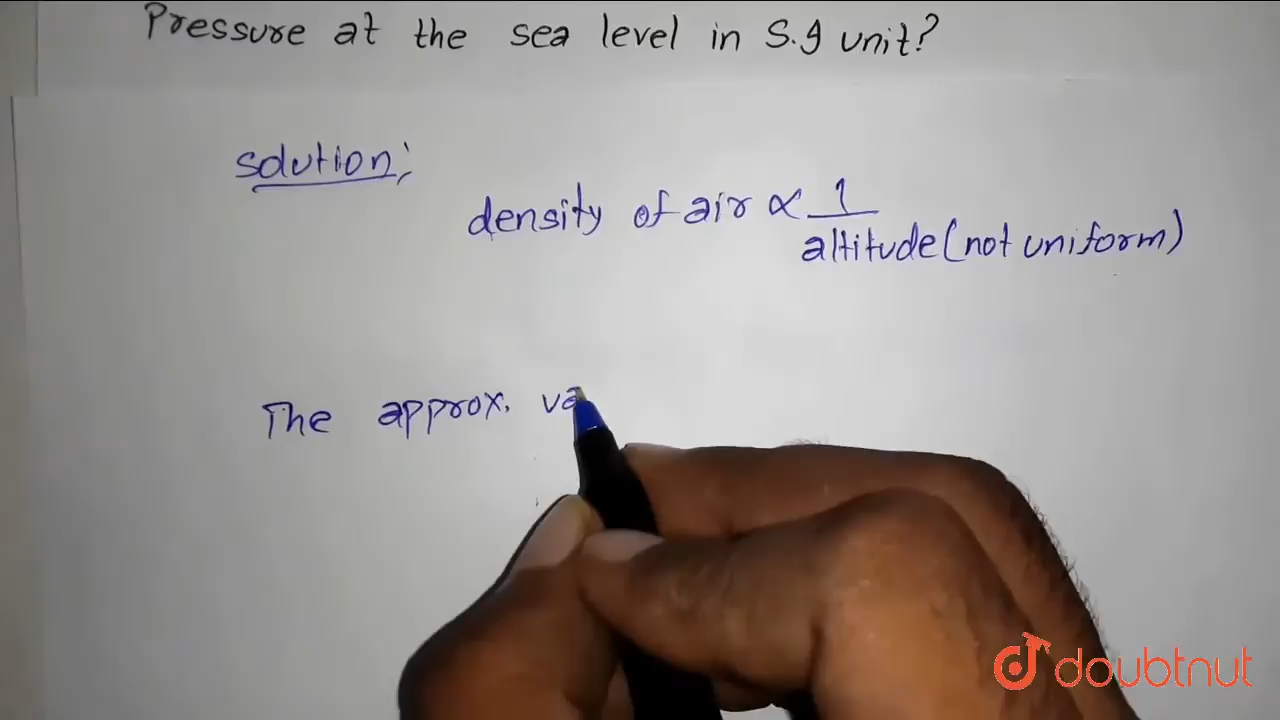 Pressure at the sea level in S.I unit?
solution;
density of air ∝ 1
altitude (not uniform)
The approx. va
doubtnut